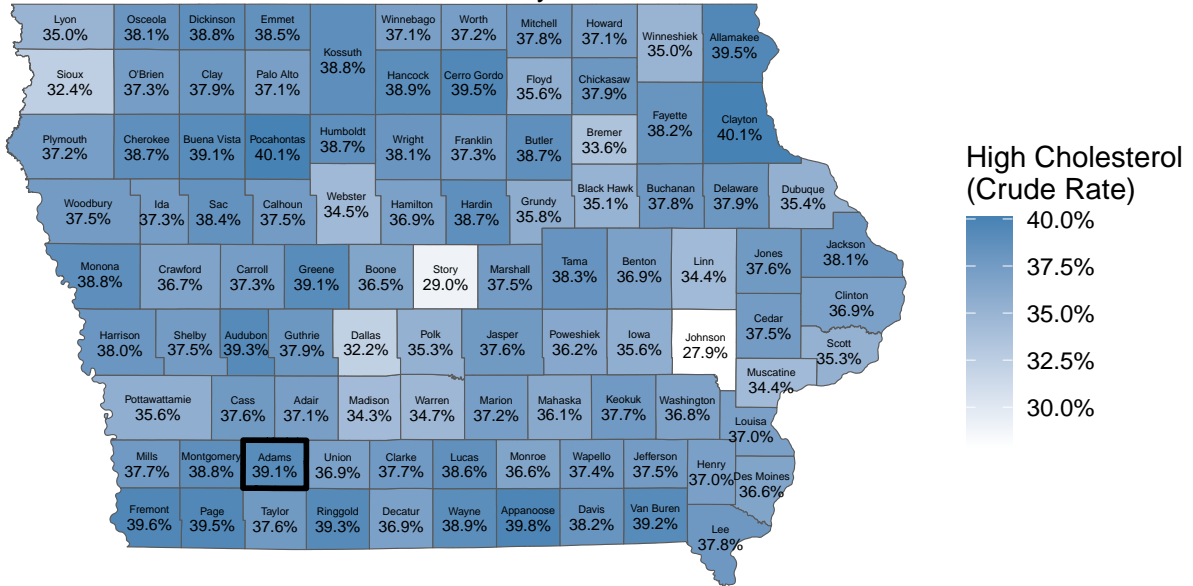 Lyon
35.0%
Osceola
38.1%
Dickinson
38.8%
Emmet
38.5%
Kossuth
38.8%
Winnebago
37.1%
Worth
37.2%
Mitchell
37.8%
Howard
37.1%
Winneshiek
35.0%
Allamakee
39.5%
Sioux
32.4%
O'Brien
37.3%
Clay
37.9%
Palo Alto
37.1%
Hancock
38.9%
Cerro Gordo
39.5%
Floyd
35.6%
Chickasaw
37.9%
Fayette
38.2%
Clayton
40.1%
Plymouth
37.2%
Cherokee
38.7%
Buena Vista
39.1%
Pocahontas
40.1%
Humboldt
38.7%
Wright
38.1%
Franklin
37.3%
Butler
38.7%
Bremer
33.6%
Woodbury
37.5%
Ida
37.3%
Sac
38.4%
Calhoun
37.5%
Webster
34.5%
Hamilton
36.9%
Hardin
38.7%
Grundy
35.8%
Black Hawk
35.1%
Buchanan
37.8%
Delaware
37.9%
Dubuque
35.4%
Monona
38.8%
Crawford
36.7%
Carroll
37.3%
Greene
39.1%
Boone
36.5%
Story
29.0%
Marshall
37.5%
Tama
38.3%
Benton
36.9%
Linn
34.4%
Jones
37.6%
Jackson
38.1%
Clinton
36.9%
Harrison
38.0%
Shelby
37.5%
Audubon
39.3%
Guthrie
37.9%
Dallas
32.2%
Polk
35.3%
Jasper
37.6%
Poweshiek
36.2%
Iowa
35.6%
Johnson
27.9%
Cedar
37.5%
Scott
35.3%
Muscatine
34.4%
Pottawattamie
35.6%
Cass
37.6%
Adair
37.1%
Madison
34.3%
Warren
34.7%
Marion
37.2%
Mahaska
36.1%
Keokuk
37.7%
Washington
36.8%
Louisa
37.0%
Mills
37.7%
Montgomery
38.8%
Adams
39.1%
Union
36.9%
Clarke
37.7%
Lucas
38.6%
Monroe
36.6%
Wapello
37.4%
Jefferson
37.5%
Henry
37.0%
Des Moines
36.6%
Fremont
39.6%
Page
39.5%
Taylor
37.6%
Ringgold
39.3%
Decatur
36.9%
Wayne
38.9%
Appanoose
39.8%
Davis
38.2%
Van Buren
39.2%
Lee
37.8%
High Cholesterol
(Crude Rate)
40.0%
37.5%
35.0%
32.5%
30.0%